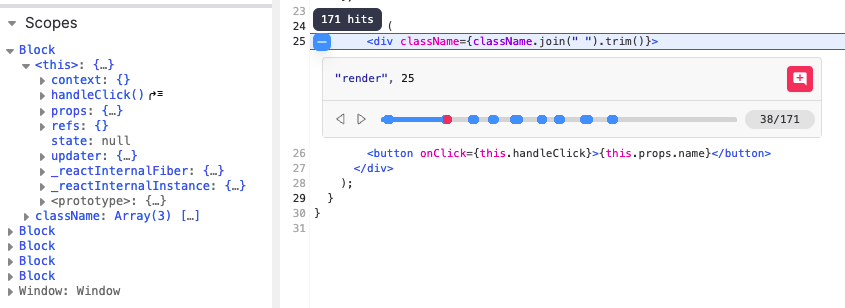 Scopes
Block
<this>: {…}
context: {}
handleClick()
props: {…}
refs: {}
state: null
updater: {…}
_reactInternalFiber: {…}
_reactInternalInstance: {…}
<prototype>: {…}
className: Array(3) […]
Block
Block
Block
Block
Window: Window
23
171 hits
24 (
25 <div className={className.join(" ").trim()}>
"render", 25
38/171
26 <button onClick={this.handleClick}>{this.props.name}</button>
27 </div>
28 );
29 }
30 }
31